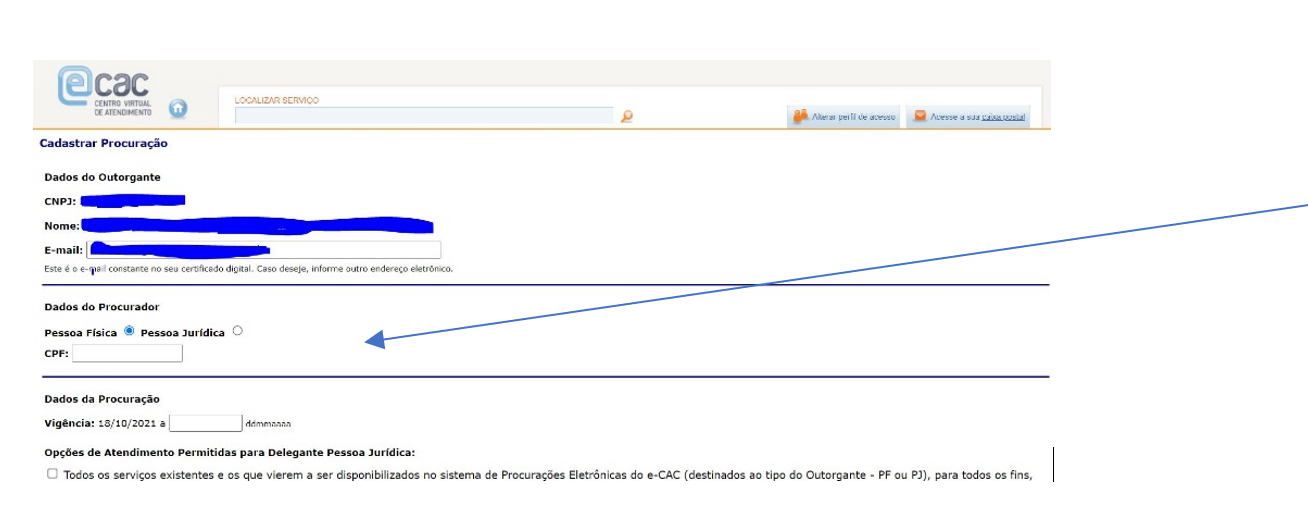 ecac
CENTRO VIRTUAL
DE ATENDIMENTO
LOCALIZAR SERVIÇO
Alterar perfil de acesso
Acesse a sua caixa postal
Cadastrar Procuração
Dados do Outorgante
CNPJ:
Nome:
E-mail:
Este é o e-mail constante no seu certificado digital. Caso deseje, informe outro endereço eletrônico.
Dados do Procurador
Pessoa Física Pessoa Jurídica
CPF:
Dados da Procuração
Vigência: 18/10/2021 a ddmmaaaa
Opções de Atendimento Permitidas para Delegante Pessoa Jurídica:
Todos os serviços existentes e os que vierem a ser disponibilizados no sistema de Procurações Eletrônicas do e-CAC (destinados ao tipo do Outorgante - PF ou PJ), para todos os fins,